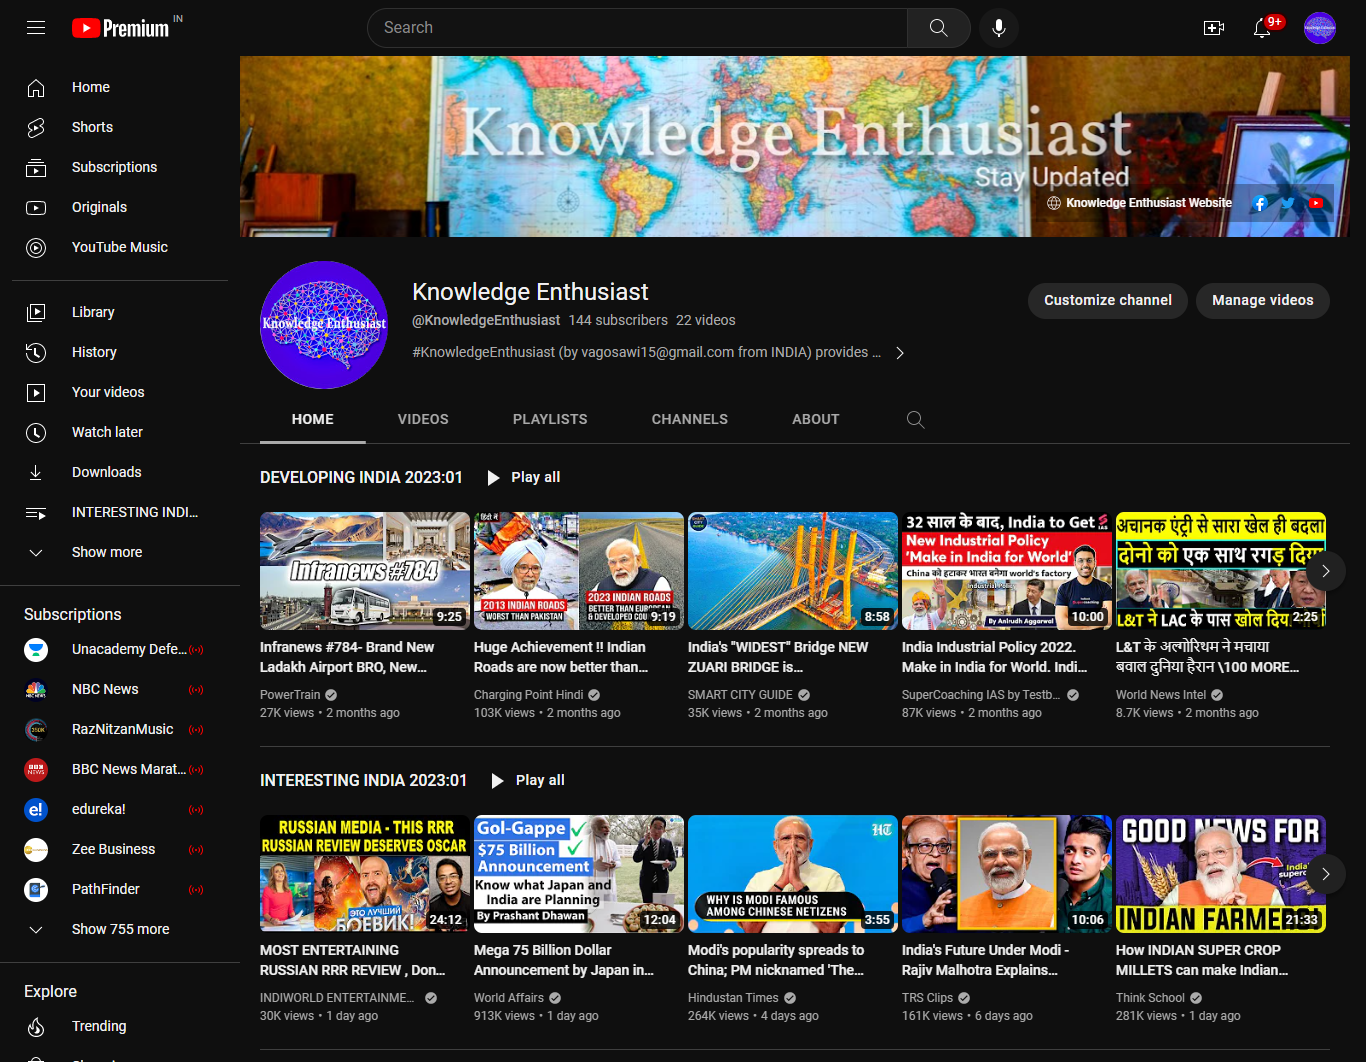 Premium IN
Search
9+
Home
Shorts
Subscriptions
Originals
YouTube Music
Library
History
Your videos
Watch later
Downloads
INTERESTING INDI...
Show more
Subscriptions
Unacademy Defe...
NBC News
RazNitzanMusic
BBC News Marat...
edureka!
Zee Business
PathFinder
Show 755 more
Explore
Trending
Knowledge Enthusiast
Stay Updated
Knowledge Enthusiast Website
Knowledge Enthusiast
Knowledge Enthusiast
@KnowledgeEnthusiast 144 subscribers 22 videos
#KnowledgeEnthusiast (by vagosawi15@gmail.com from INDIA) provides ...
Customize channel
Manage videos
HOME
VIDEOS
PLAYLISTS
CHANNELS
ABOUT
DEVELOPING INDIA 2023:01
Play all
Infranews #784
9:25
Infranews #784- Brand New
Ladakh Airport BRO, New...
PowerTrain
27K views • 2 months ago
हिंदी में
2013 INDIAN ROADS
WORST THAN PAKISTAN
2023 INDIAN ROADS
BETTER THAN EUROPEAN
& DEVELOPED COU
9:19
Huge Achievement !! Indian
Roads are now better than...
Charging Point Hindi
103K views • 2 months ago
SMART CITY GUIDE
8:58
India's "WIDEST" Bridge NEW
ZUARI BRIDGE is...
SMART CITY GUIDE
35K views • 2 months ago
32 साल के बाद, India to Get
New Industrial Policy
'Make in India for World'
China को हटाकर भारत बनेगा world's factory
Industrial Policy
By Anirudh Aggarwal
10:00
India Industrial Policy 2022.
Make in India for World. Indi...
SuperCoaching IAS by Testb...
87K views • 2 months ago
अचानक एंट्री से सारा खेल ही बदला
दोनो को एक साथ रगड़ दिया
L&T ने LAC के पास खोल दिया
2:25
L&T के अल्गोरिथम ने मचाया
बवाल दुनिया हैरान \100 MORE...
World News Intel
8.7K views • 2 months ago
INTERESTING INDIA 2023:01
Play all
RUSSIAN MEDIA - THIS RRR
RUSSIAN REVIEW DESERVES OSCAR
ЭТО ЛУЧШИЙ
БОЕВИК!
24:12
MOST ENTERTAINING
RUSSIAN RRR REVIEW , Don...
INDIWORLD ENTERTAINME...
30K views • 1 day ago
Gol-Gappe
$75 Billion
Announcement
Know what Japan and
India are Planning
By Prashant Dhawan
12:04
Mega 75 Billion Dollar
Announcement by Japan in...
World Affairs
913K views • 1 day ago
HT
WHY IS MODI FAMOUS
AMONG CHINESE NETIZENS
3:55
Modi's popularity spreads to
China; PM nicknamed 'The...
Hindustan Times
264K views • 4 days ago
10:06
India's Future Under Modi -
Rajiv Malhotra Explains...
TRS Clips
161K views • 6 days ago
GOOD NEWS FOR
India's
superc
INDIAN FARMERS
21:33
How INDIAN SUPER CROP
MILLETS can make Indian...
Think School
281K views • 1 day ago